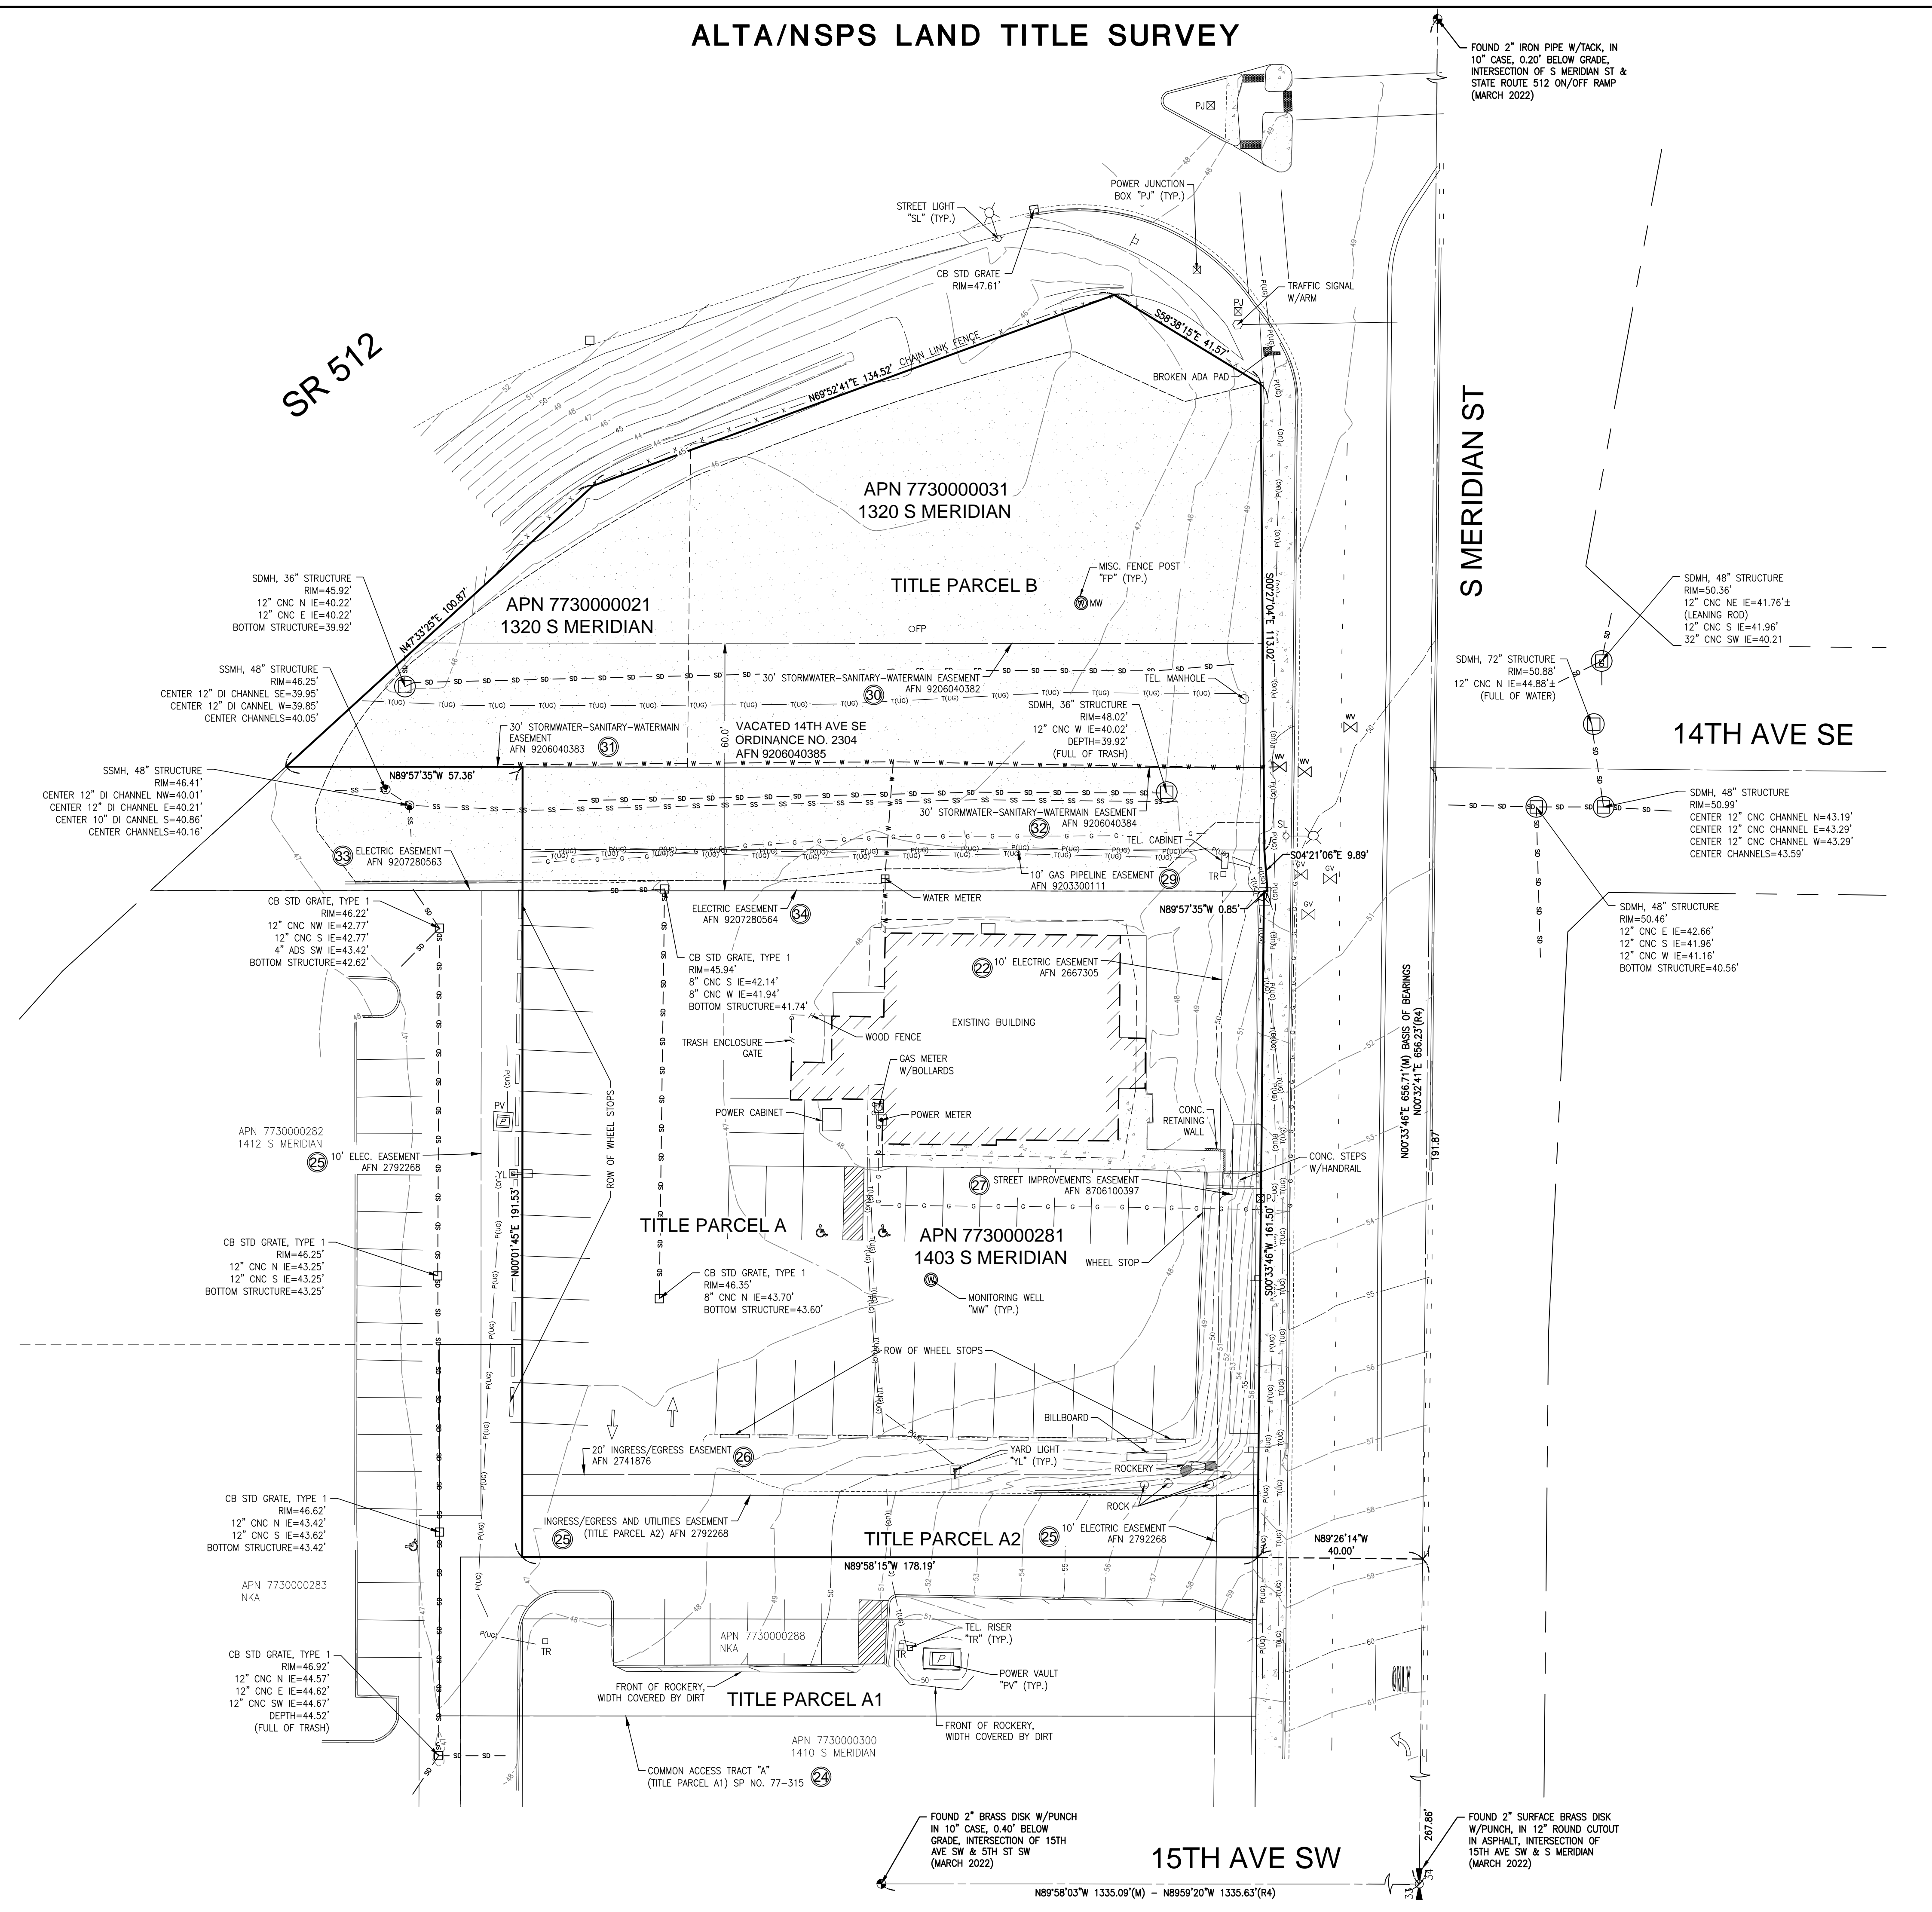 ALTA/NSPS LAND TITLE SURVEY
FOUND 2" IRON PIPE W/TACK, IN
10" CASE, 0.20' BELOW GRADE,
INTERSECTION OF S MERIDIAN ST &
STATE ROUTE 512 ON/OFF RAMP
(MARCH 2022)
PJ
POWER JUNCTION
BOX "PJ" (TYP.)
STREET LIGHT
"SL" (TYP.)
CB STD GRATE
RIM=47.61'
TRAFFIC SIGNAL
W/ARM
PJ
SR 512
S58°38'15"E 41.57'
CHAIN LINK FENCE
N69°52'41"E 134.52'
BROKEN ADA PAD
S MERIDIAN ST
APN 7730000031
1320 S MERIDIAN
TITLE PARCEL B
MISC. FENCE POST
"FP" (TYP.)
MW
FP
APN 7730000021
1320 S MERIDIAN
N47°33'25"E 100.87'
S00°27'04"E 113.02'
SDMH, 36" STRUCTURE
RIM=45.92'
12" CNC N IE=40.22'
12" CNC E IE=40.22'
BOTTOM STRUCTURE=39.92'
SDMH, 48" STRUCTURE
RIM=50.36'
12" CNC NE IE=41.76'±
(LEANING ROD)
12" CNC S IE=41.96'
32" CNC SW IE=40.21
SSMH, 48" STRUCTURE
RIM=46.25'
CENTER 12" DI CHANNEL SE=39.95'
CENTER 12" DI CANNEL W=39.85'
CENTER CHANNELS=40.05'
SDMH, 72" STRUCTURE
RIM=50.88'
12" CNC N IE=44.88'±
(FULL OF WATER)
30' STORMWATER-SANITARY-WATERMAIN EASEMENT
AFN 9206040382
30
TEL. MANHOLE
SDMH, 36" STRUCTURE
RIM=48.02'
12" CNC W IE=40.02'
DEPTH=39.92'
(FULL OF TRASH)
30' STORMWATER-SANITARY-WATERMAIN
EASEMENT
AFN 9206040383
31
60.0'
VACATED 14TH AVE SE
ORDINANCE NO. 2304
AFN 9206040385
WV
14TH AVE SE
SSMH, 48" STRUCTURE
RIM=46.41'
CENTER 12" DI CHANNEL NW=40.01'
CENTER 12" DI CHANNEL E=40.21'
CENTER 10" DI CANNEL S=40.86'
CENTER CHANNELS=40.16'
N89°57'35"W 57.36'
WV
WV
SDMH, 48" STRUCTURE
RIM=50.99'
CENTER 12" CNC CHANNEL N=43.19'
CENTER 12" CNC CHANNEL E=43.29'
CENTER 12" CNC CHANNEL W=43.29'
CENTER CHANNELS=43.59'
30' STORMWATER-SANITARY-WATERMAIN EASEMENT
AFN 9206040384
32
SL
33
ELECTRIC EASEMENT
AFN 9207280563
TEL. CABINET
TR
S04°21'06"E 9.89'
10' GAS PIPELINE EASEMENT
AFN 9203300111
29
GV
GV
GV
WATER METER
ELECTRIC EASEMENT
AFN 9207280564
34
N89°57'35"W 0.85'
CB STD GRATE, TYPE 1
RIM=46.22'
12" CNC NW IE=42.77'
12" CNC S IE=42.77'
4" ADS SW IE=43.42'
BOTTOM STRUCTURE=42.62'
SDMH, 48" STRUCTURE
RIM=50.46'
12" CNC E IE=42.66'
12" CNC S IE=41.96'
12" CNC W IE=41.16'
BOTTOM STRUCTURE=40.56'
CB STD GRATE, TYPE 1
RIM=45.94'
8" CNC S IE=42.14'
8" CNC W IE=41.94'
BOTTOM STRUCTURE=41.74'
22
10' ELECTRIC EASEMENT
AFN 2667305
EXISTING BUILDING
WOOD FENCE
TRASH ENCLOSURE
GATE
GAS METER
W/BOLLARDS
N00°33'46"E 656.71'(M) BASIS OF BEARINGS
N00°32'41"E 656.23'(R4)
191.87'
ROW OF WHEEL STOPS
PV
POWER CABINET
POWER METER
CONC.
RETAINING
WALL
APN 7730000282
1412 S MERIDIAN
25
10' ELEC. EASEMENT
AFN 2792268
YL
CONC. STEPS
W/HANDRAIL
27
STREET IMPROVEMENTS EASEMENT
AFN 8706100397
PJ
N00°01'45"E 191.53'
TITLE PARCEL A
APN 7730000281
1403 S MERIDIAN
WHEEL STOP
S00°33'46"W 161.50'
CB STD GRATE, TYPE 1
RIM=46.25'
12" CNC N IE=43.25'
12" CNC S IE=43.25'
BOTTOM STRUCTURE=43.25'
CB STD GRATE, TYPE 1
RIM=46.35'
8" CNC N IE=43.70'
BOTTOM STRUCTURE=43.60'
MONITORING WELL
"MW" (TYP.)
ROW OF WHEEL STOPS
BILLBOARD
20' INGRESS/EGRESS EASEMENT
AFN 2741876
26
YARD LIGHT
"YL" (TYP.)
ROCKERY
ROCK
CB STD GRATE, TYPE 1
RIM=46.62'
12" CNC N IE=43.42'
12" CNC S IE=43.62'
BOTTOM STRUCTURE=43.42'
INGRESS/EGRESS AND UTILITIES EASEMENT
(TITLE PARCEL A2) AFN 2792268
25
TITLE PARCEL A2
25
10' ELECTRIC EASEMENT
AFN 2792268
N89°26'14"W
40.00'
N89°58'15"W 178.19'
APN 7730000283
NKA
APN 7730000288
NKA
TR
TR
TEL. RISER
"TR" (TYP.)
CB STD GRATE, TYPE 1
RIM=46.92'
12" CNC N IE=44.57'
12" CNC E IE=44.62'
12" CNC SW IE=44.67'
DEPTH=44.52'
(FULL OF TRASH)
POWER VAULT
"PV" (TYP.)
FRONT OF ROCKERY,
WIDTH COVERED BY DIRT
TITLE PARCEL A1
ONLY
FRONT OF ROCKERY,
WIDTH COVERED BY DIRT
APN 7730000300
1410 S MERIDIAN
COMMON ACCESS TRACT "A"
(TITLE PARCEL A1) SP NO. 77-315
24
FOUND 2" BRASS DISK W/PUNCH
IN 10" CASE, 0.40' BELOW
GRADE, INTERSECTION OF 15TH
AVE SW & 5TH ST SW
(MARCH 2022)
15TH AVE SW
267.86'
FOUND 2" SURFACE BRASS DISK
W/PUNCH, IN 12" ROUND CUTOUT
IN ASPHALT, INTERSECTION OF
15TH AVE SW & S MERIDIAN
(MARCH 2022)
N89°58'03"W 1335.09'(M) – N8959'20"W 1335.63'(R4)
33 34